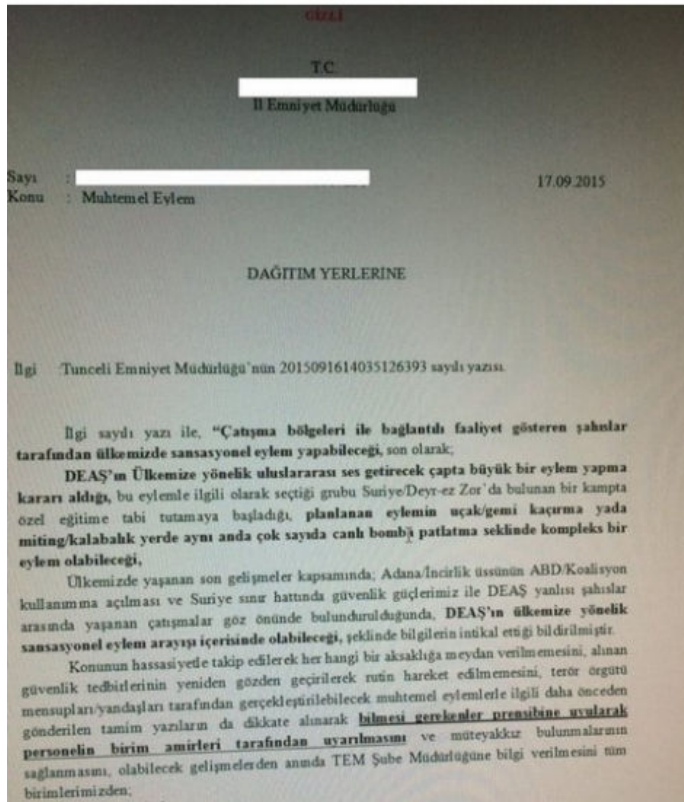 GİZLİ
T.C.
İl Emniyet Müdürlüğü
Sayı :
17.09.2015
Konu : Muhtemel Eylem
DAĞITIM YERLERİNE
İlgi :Tunceli Emniyet Müdürlüğü'nün 2015091614035126393 sayılı yazısı.
İlgi sayılı yazı ile, “Çatışma bölgeleri ile bağlantılı faaliyet gösteren şahıslar
tarafından ülkemizde sansasyonel eylem yapabileceği, son olarak;
DEAŞ'ın Ülkemize yönelik uluslararası ses getirecek çapta büyük bir eylem yapma
kararı aldığı, bu eylemle ilgili olarak seçtiği grubu Suriye/Deyr-ez Zor'da bulunan bir kampta
özel eğitime tabi tutamaya başladığı, planlanan eylemin uçak/gemi kaçırma yada
miting/kalabalık yerde aynı anda çok sayıda canlı bomba patlatma seklinde kompleks bir
eylem olabileceği,
Ülkemizde yaşanan son gelişmeler kapsamında; Adana/İncirlik üssünün ABD/Koalisyon
kullanımına açılması ve Suriye sınır hattında güvenlik güçlerimiz ile DEAŞ yanlısı şahıslar
arasında yaşanan çatışmalar göz önünde bulundurulduğunda, DEAŞ'ın ülkemize yönelik
sansasyonel eylem arayışı içerisinde olabileceği, şeklinde bilgilerin intikal ettiği bildirilmiştir.
Konunun hassasiyetle takip edilerek her hangi bir aksaklığa meydan verilmemesini, alınan
güvenlik tedbirlerinin yeniden gözden geçirilerek rutin hareket edilmemesini, terör örgütü
mensupları/yandaşları tarafından gerçekleştirilebilecek muhtemel eylemlerle ilgili daha önceden
gönderilen tamim yazıların da dikkate alınarak bilmesi gerekenler prensibine uyularak
personelin birim amirleri tarafından uyarılmasını ve müteyakkız bulunmalarının
sağlanmasını, olabilecek gelişmelerden anında TEM Şube Müdürlüğüne bilgi verilmesini tüm
birimlerimizden;